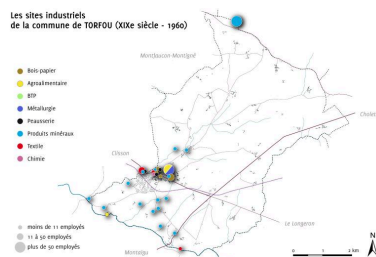 Les sites industriels
de la commune de TORFOU (XIXe siècle - 1960)
Montfaucon-Montigné
Bois-papier
Agroalimentaire
BTP
Métallurgie
Peausserie
Produits minéraux
Textile
Chimie
Cholet
Clisson
Le Longeron
Montaigu
moins de 11 employés
11 à 50 employés
plus de 50 employés
0 1 2 km
N